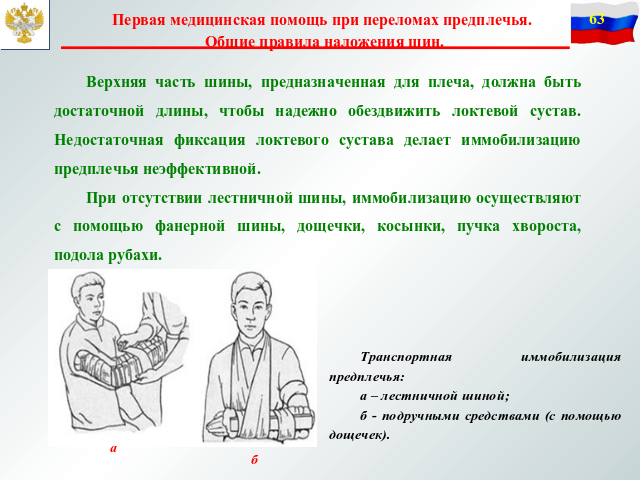 Первая медицинская помощь при переломах предплечья.
Общие правила наложения шин.
63
Верхняя часть шины, предназначенная для плеча, должна быть
достаточной длины, чтобы надежно обездвижить локтевой сустав.
Недостаточная фиксация локтевого сустава делает иммобилизацию
предплечья неэффективной.
При отсутствии лестничной шины, иммобилизацию осуществляют
с помощью фанерной шины, дощечки, косынки, пучка хвороста,
подола рубахи.
Транспортная иммобилизация
предплечья:
а – лестничной шиной;
б - подручными средствами (с помощью
дощечек).
а
б